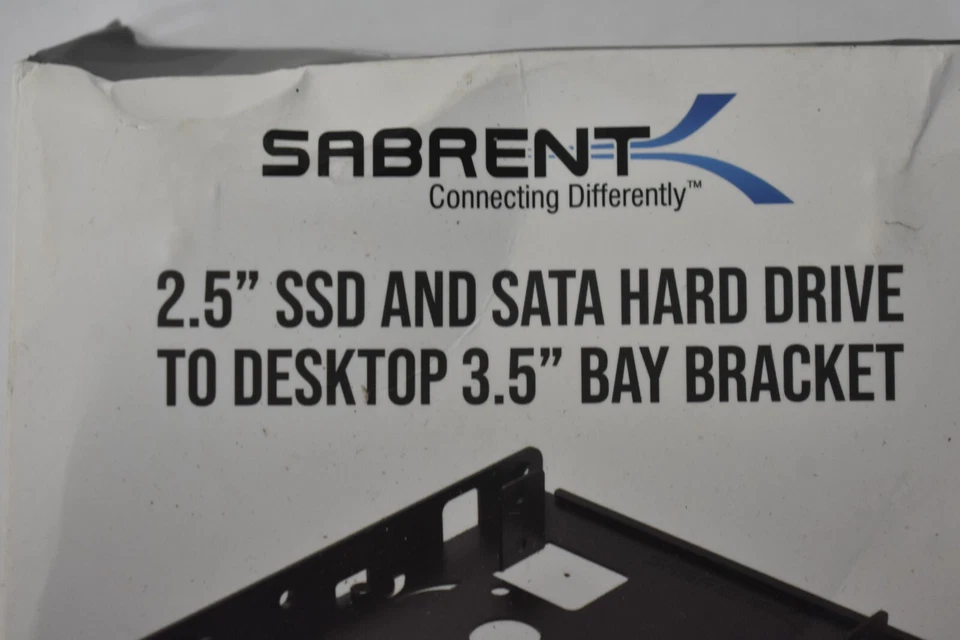 SABRENT
Connecting Differently™
2.5” SSD AND SATA HARD DRIVE
TO DESKTOP 3.5” BAY BRACKET